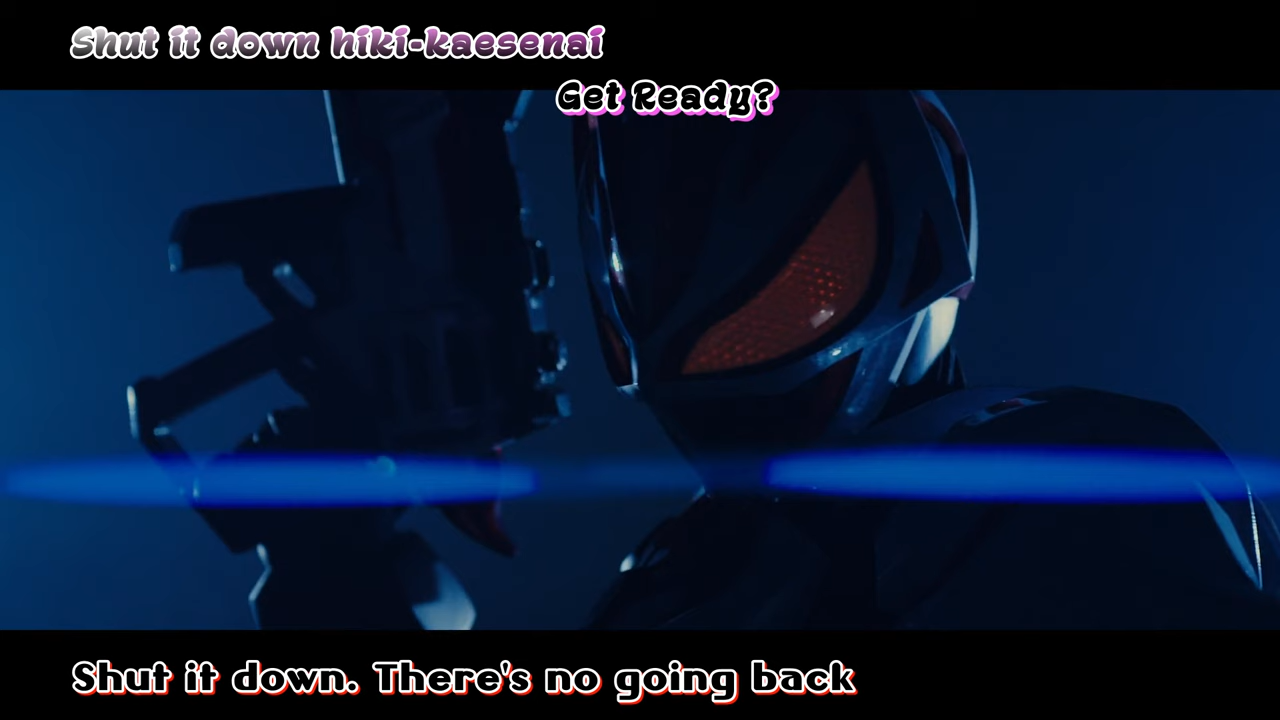 Shut it down hiki-kaesenai
Get Ready?
Shut it down. There's no going back